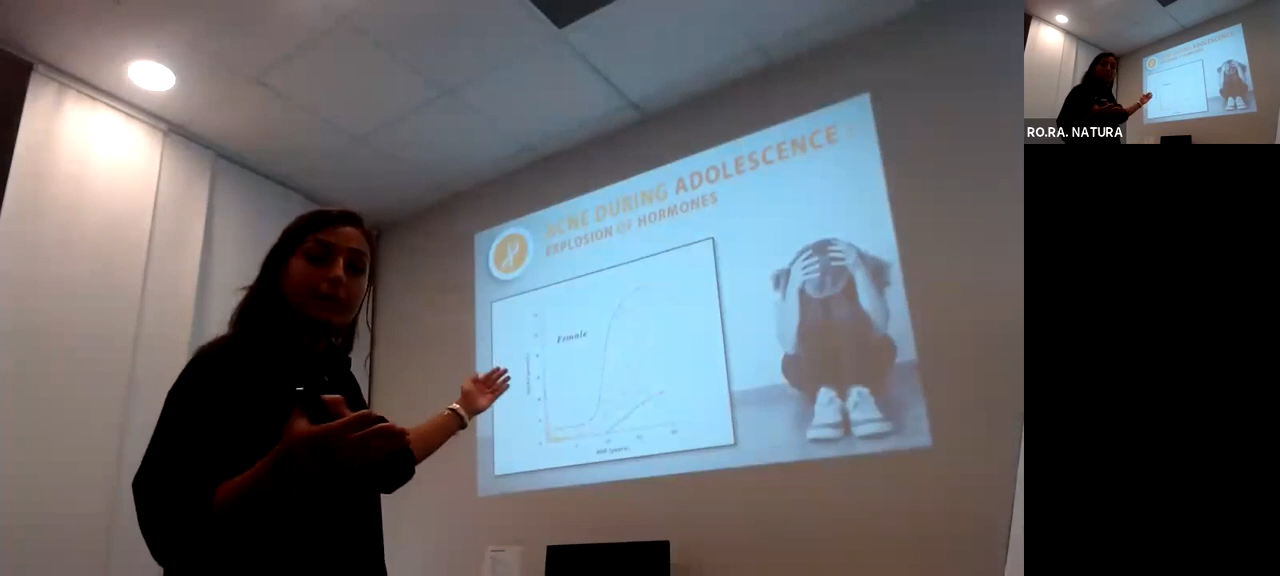 ACNE DURING ADOLESCENCE
EXPLOSION OF HORMONES
Female
RO.RA. NATURA